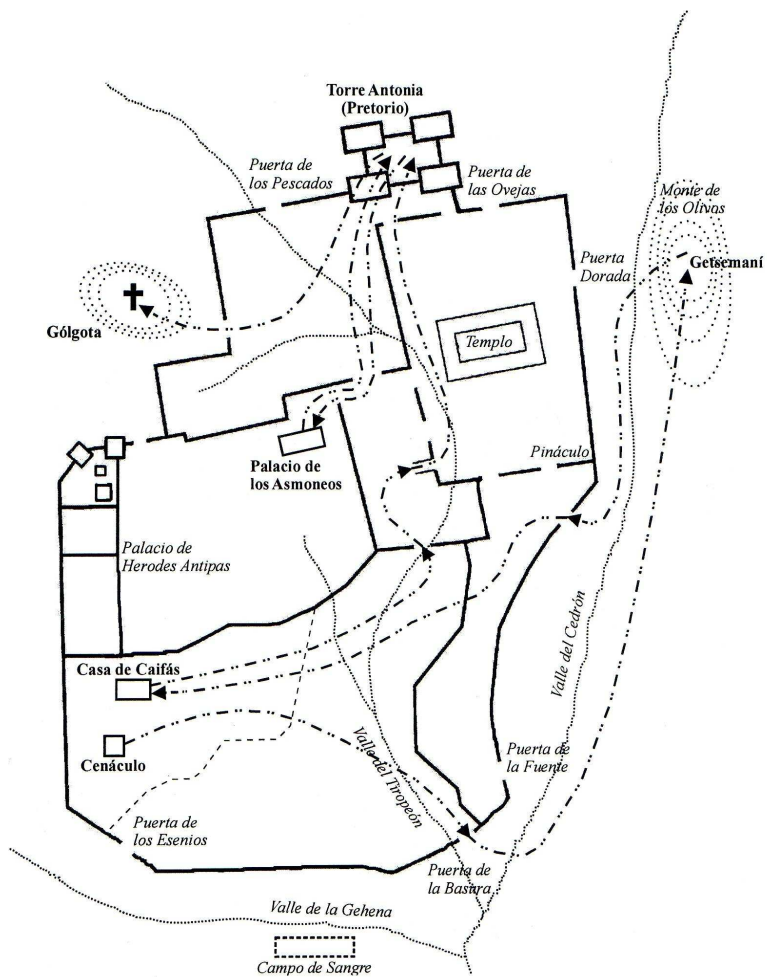 Torre Antonia
(Pretorio)
Puerta de
los Pescados
Puerta de
las Ovejas
Monte de
los Olivos
Puerta
Dorada
Getsemaní
Gólgota
Templo
Palacio de
los Asmoneos
Pináculo
Palacio de
Herodes Antipas
Valle del Cedrón
Casa de Caifás
Cenáculo
Valle del Tiropeón
Puerta de
la Fuente
Puerta de
los Esenios
Puerta de
la Basura
Valle de la Gehena
Campo de Sangre